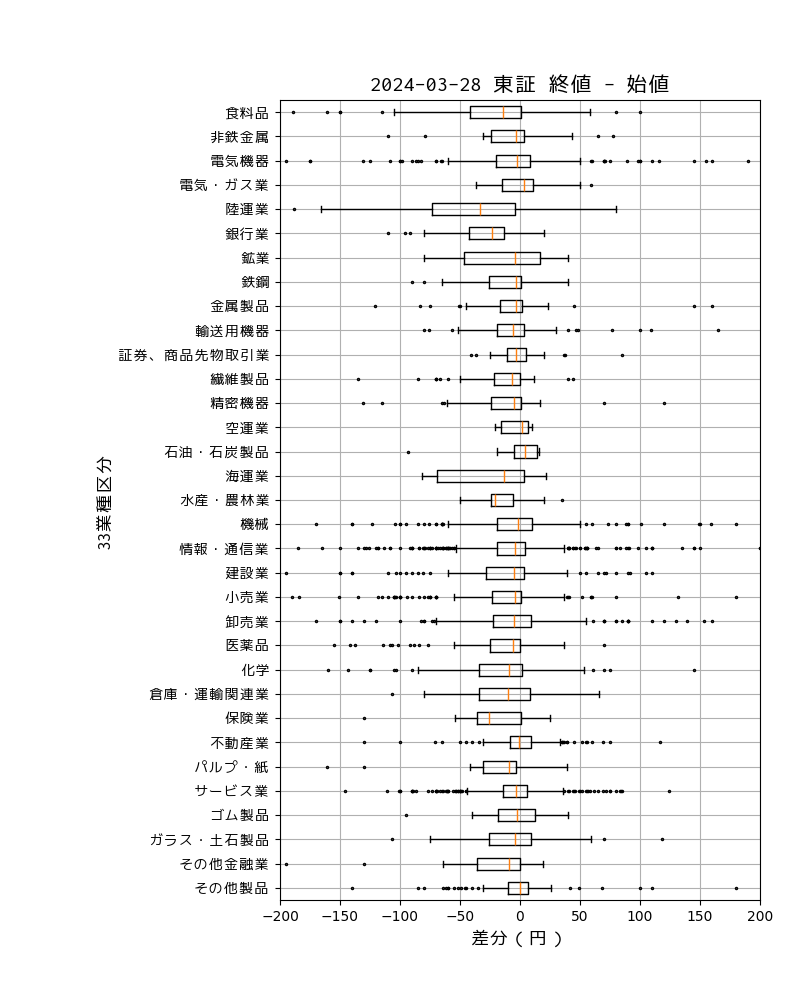 2024-03-28 東証 終値 - 始値
食料品
非鉄金属
電気機器
電気・ガス業
陸運業
銀行業
鉱業
鉄鋼
金属製品
輸送用機器
証券、商品先物取引業
繊維製品
精密機器
空運業
石油・石炭製品
海運業
水産・農林業
機械
情報・通信業
建設業
小売業
卸売業
医薬品
化学
倉庫・運輸関連業
保険業
不動産業
パルプ・紙
サービス業
ゴム製品
ガラス・土石製品
その他金融業
その他製品
33業種区分
−200 −150 −100 −50 0 50 100 150 200
差分（円）